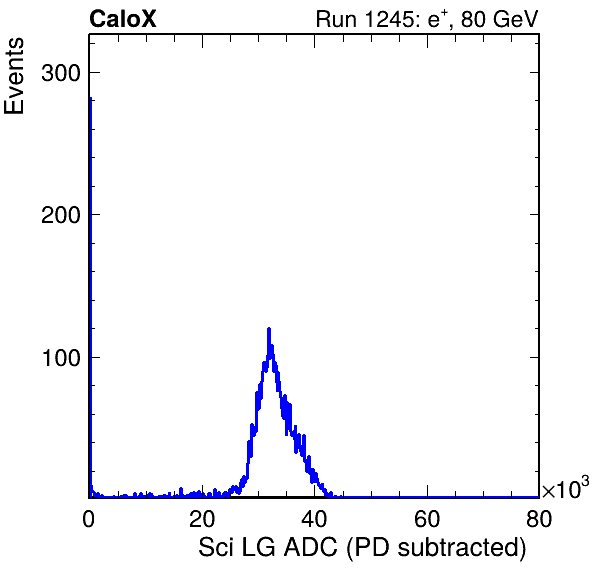 CaloX
Run 1245: e+, 80 GeV
Events
300
200
100
0
20
40
60
80
×10³
Sci LG ADC (PD subtracted)